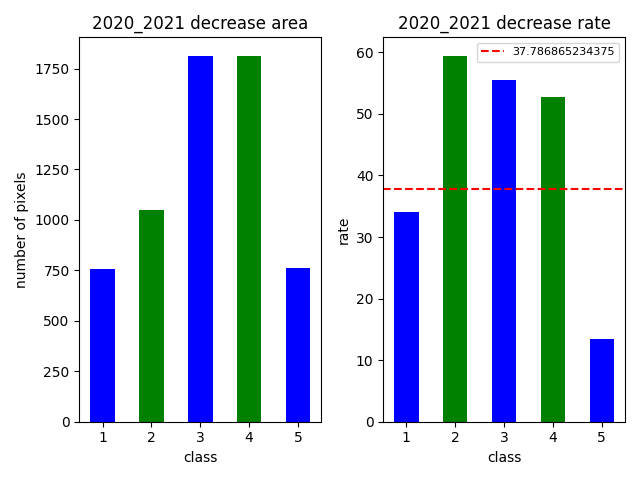 2020_2021 decrease area
number of pixels
1750
1500
1250
1000
750
500
250
0
1 2 3 4 5
class
2020_2021 decrease rate
37.786865234375
rate
60
50
40
30
20
10
0
1 2 3 4 5
class